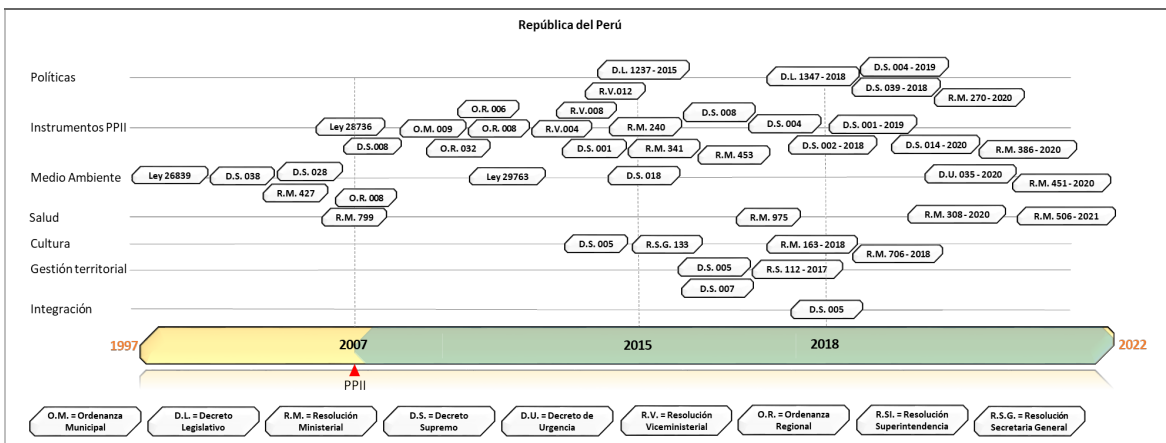 República del Perú
Políticas
D.L. 1237 - 2015
D.L. 1347 - 2018
D.S. 004 - 2019
R.V.012
D.S. 039 - 2018
R.M. 270 - 2020
O.R. 006
R.V.008
D.S. 008
Instrumentos PPII
Ley 28736
O.M. 009
O.R. 008
R.V.004
R.M. 240
D.S. 004
D.S. 001 - 2019
D.S.008
O.R. 032
D.S. 001
R.M. 341
R.M. 453
D.S. 002 - 2018
D.S. 014 - 2020
R.M. 386 - 2020
Medio Ambiente
Ley 26839
D.S. 038
D.S. 028
Ley 29763
D.S. 018
D.U. 035 - 2020
R.M. 451 - 2020
R.M. 427
O.R. 008
Salud
R.M. 799
R.M. 975
R.M. 308 - 2020
R.M. 506 - 2021
Cultura
D.S. 005
R.S.G. 133
R.M. 163 - 2018
R.M. 706 - 2018
Gestión territorial
D.S. 005
R.S. 112 - 2017
D.S. 007
Integración
D.S. 005
1997
2007
2015
2018
2022
PPII
O.M. = Ordenanza
Municipal
D.L. = Decreto
Legislativo
R.M. = Resolución
Ministerial
D.S. = Decreto
Supremo
D.U. = Decreto de
Urgencia
R.V. = Resolución
Viceministerial
O.R. = Ordenanza
Regional
R.SI. = Resolución
Superintendencia
R.S.G. = Resolución
Secretaria General